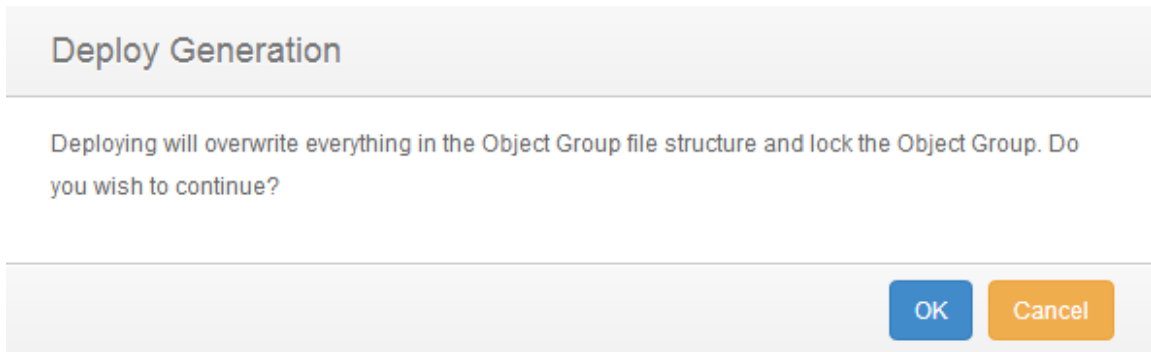 Deploy Generation
Deploying will overwrite everything in the Object Group file structure and lock the Object Group. Do
you wish to continue?
OK Cancel